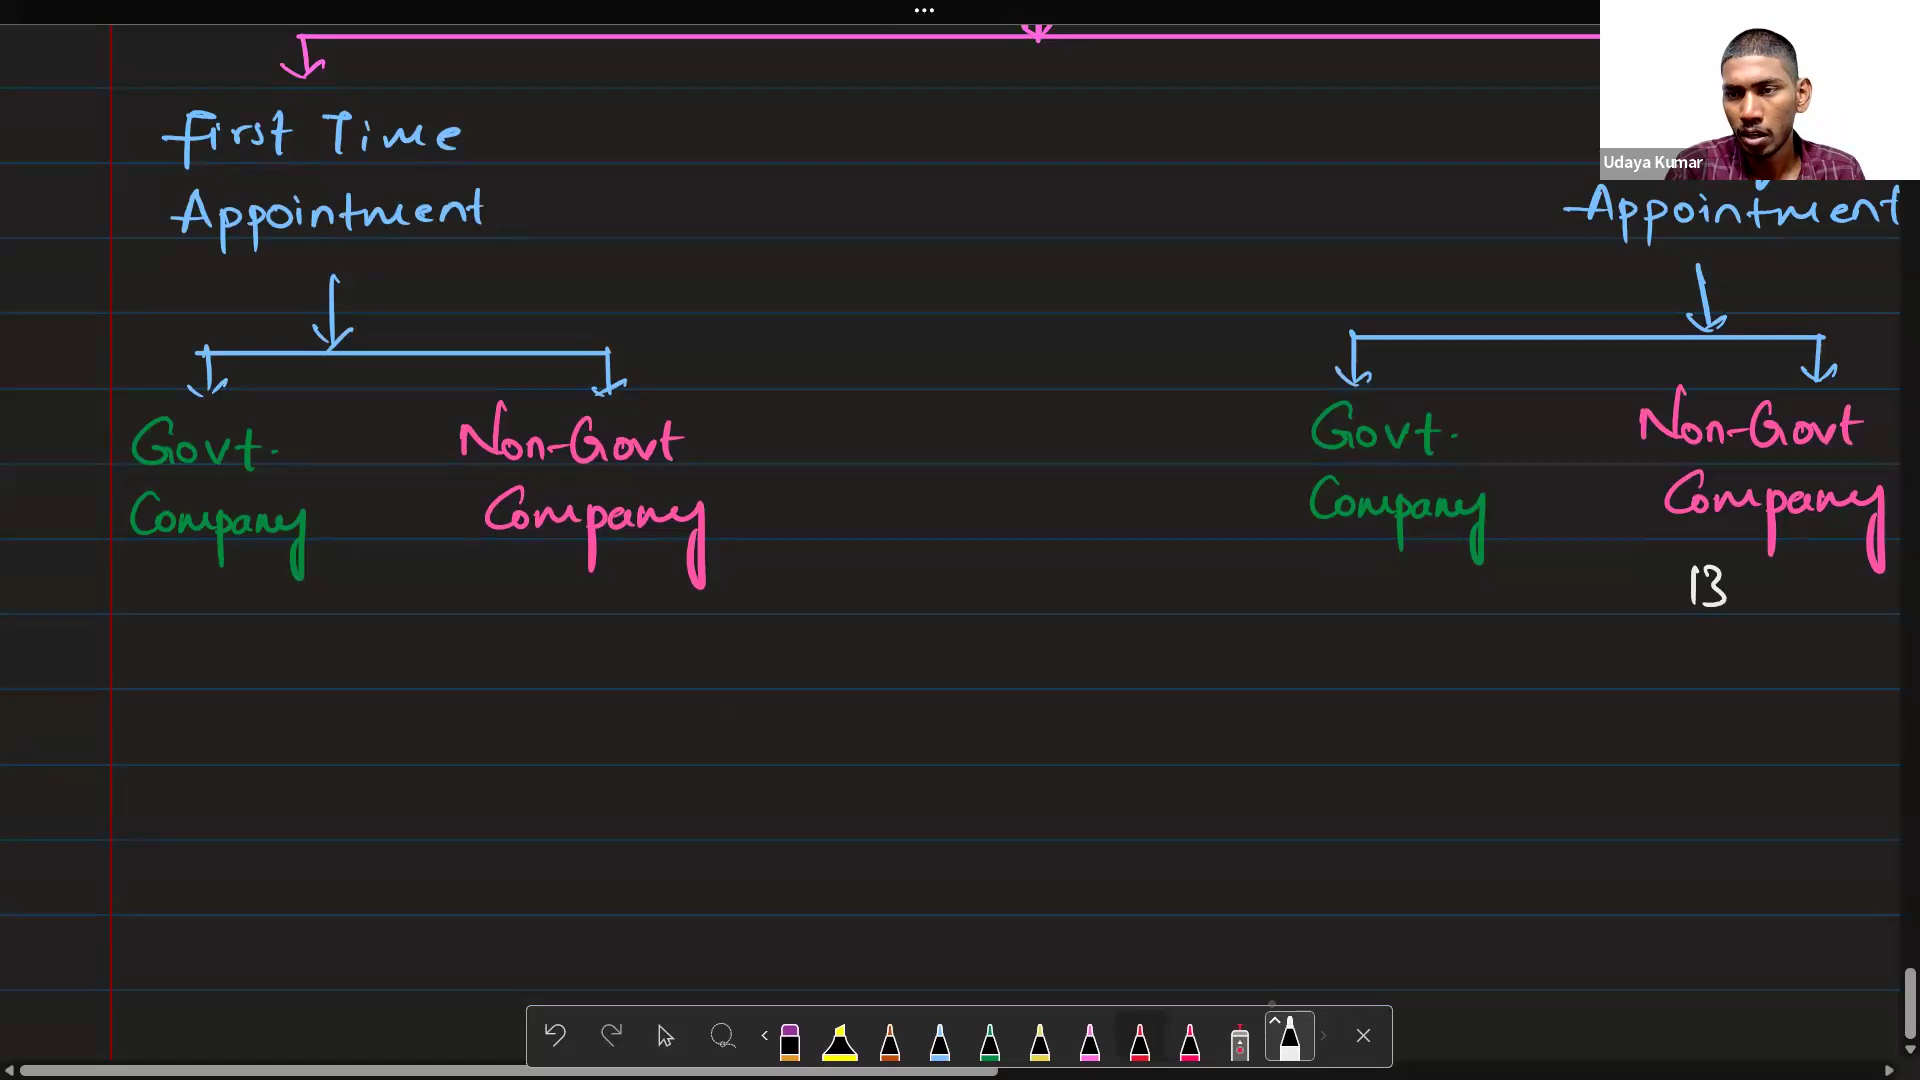 Udaya Kumar
First Time
Appointment
Appointment
Govt.
Company
Non-Govt
Company
Govt.
Company
Non-Govt
Company
13